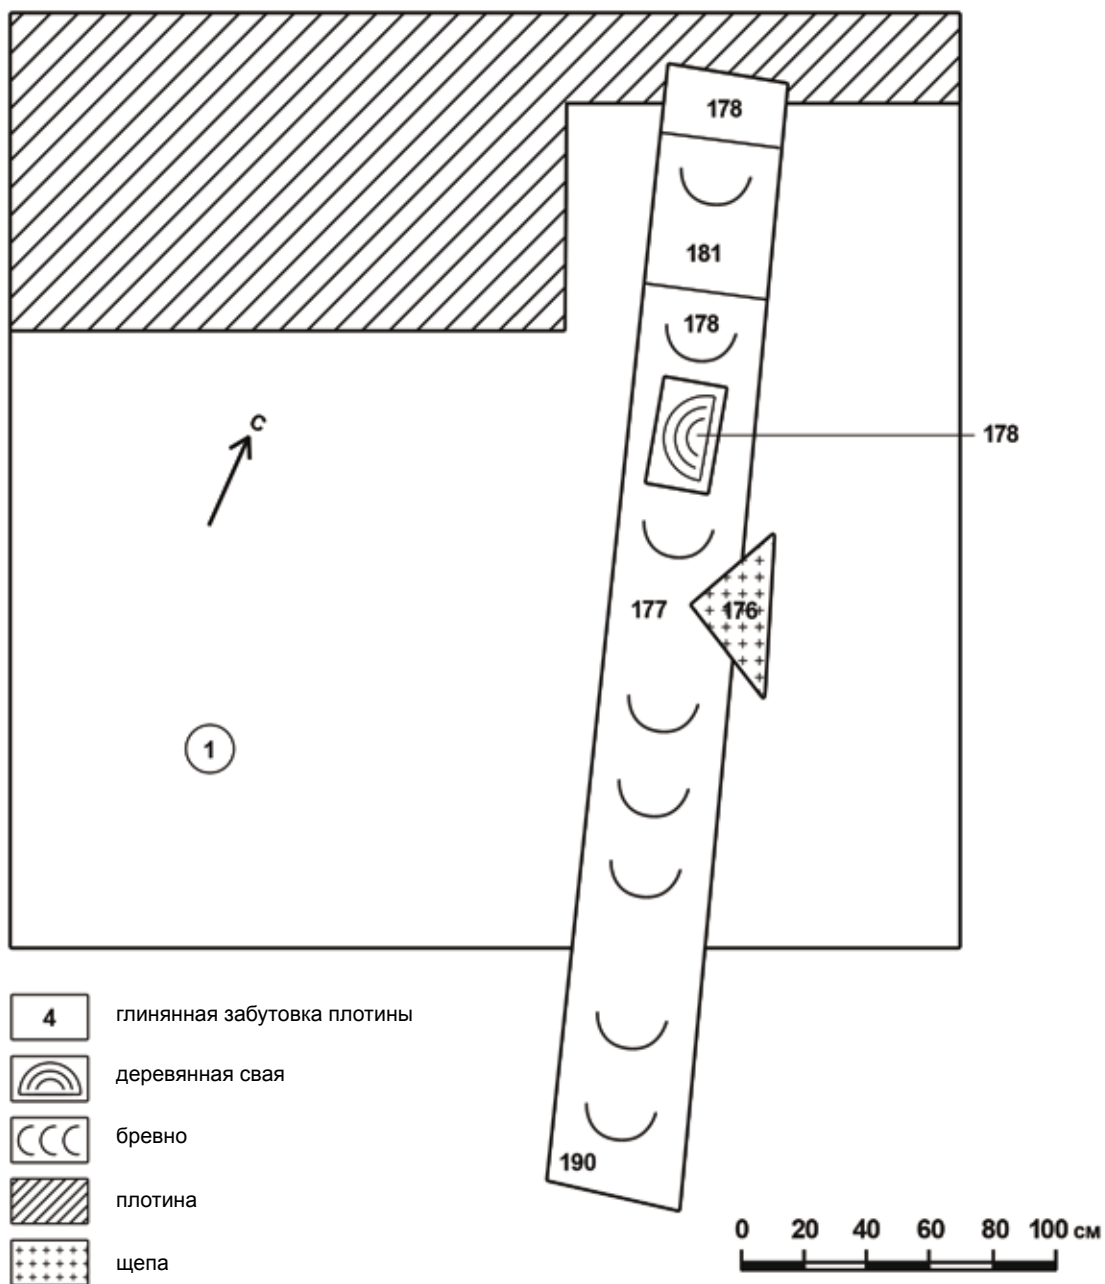 178
181
178
С
178
177
176
1
190
4 глинянная забутовка плотины
деревянная свая
бревно
плотина
щепа
0 20 40 60 80 100 см